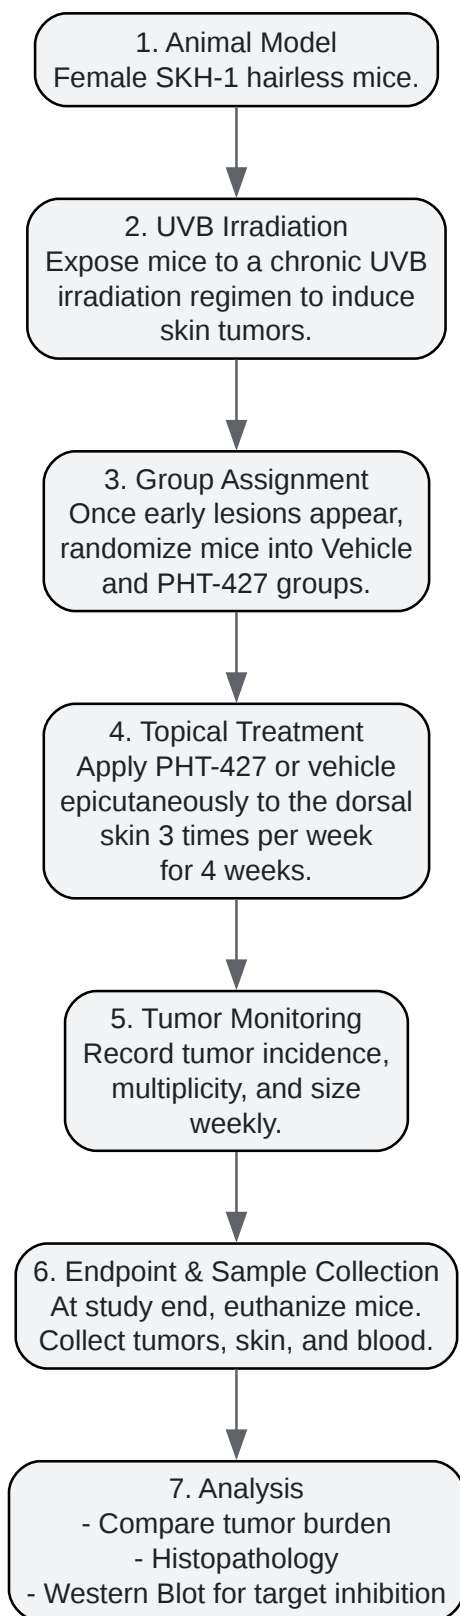 1. Animal Model
Female SKH-1 hairless mice.
2. UVB Irradiation
Expose mice to a chronic UVB
irradiation regimen to induce
skin tumors.
3. Group Assignment
Once early lesions appear,
randomize mice into Vehicle
and PHT-427 groups.
4. Topical Treatment
Apply PHT-427 or vehicle
epicutaneously to the dorsal
skin 3 times per week
for 4 weeks.
5. Tumor Monitoring
Record tumor incidence,
multiplicity, and size
weekly.
6. Endpoint & Sample Collection
At study end, euthanize mice.
Collect tumors, skin, and blood.
7. Analysis
- Compare tumor burden
- Histopathology
- Western Blot for target inhibition